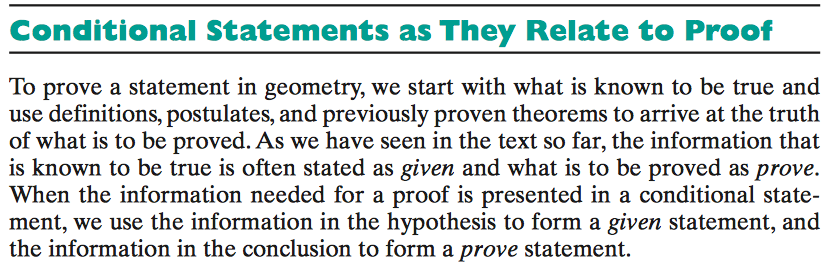 Conditional Statements as They Relate to Proof
To prove a statement in geometry, we start with what is known to be true and
use definitions, postulates, and previously proven theorems to arrive at the truth
of what is to be proved. As we have seen in the text so far, the information that
is known to be true is often stated as given and what is to be proved as prove.
When the information needed for a proof is presented in a conditional state-
ment, we use the information in the hypothesis to form a given statement, and
the information in the conclusion to form a prove statement.